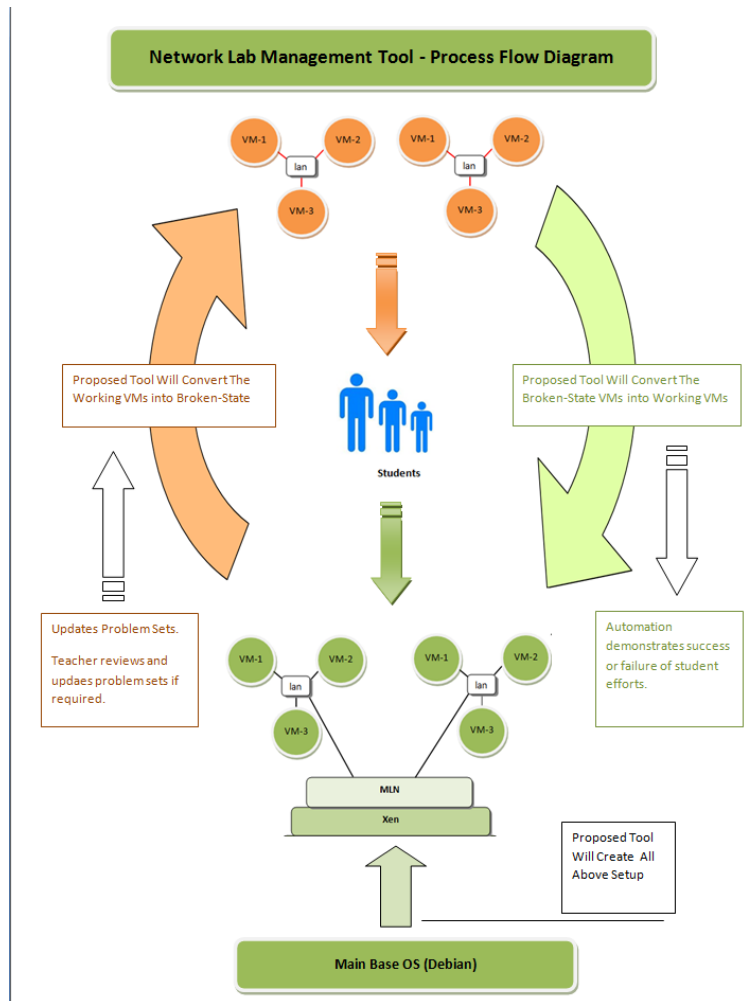 Network Lab Management Tool - Process Flow Diagram
VM-1
VM-2
lan
VM-3
VM-1
VM-2
lan
VM-3
Proposed Tool Will Convert The
Working VMs into Broken-State
Proposed Tool Will Convert The
Broken-State VMs into Working VMs
Students
Updates Problem Sets.
Teacher reviews and
updaes problem sets if
required.
Automation
demonstrates success
or failure of student
efforts.
VM-1
VM-2
lan
VM-3
VM-1
VM-2
lan
VM-3
MLN
Xen
Proposed Tool
Will Create All
Above Setup
Main Base OS (Debian)